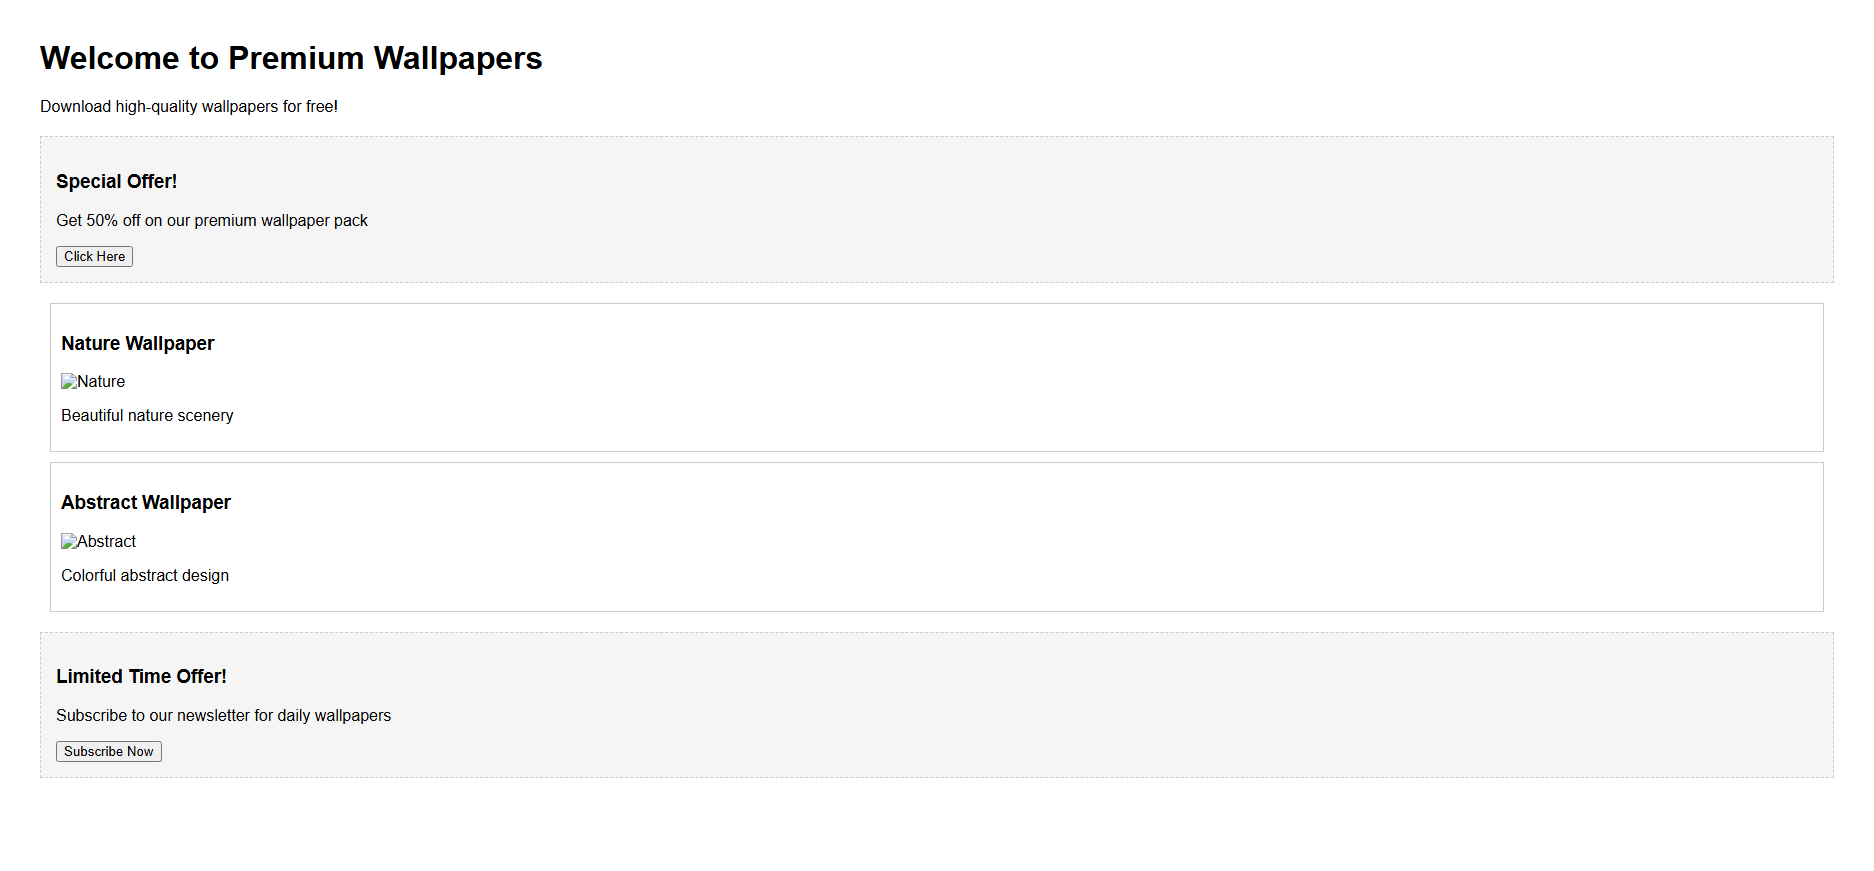 Welcome to Premium Wallpapers
Download high-quality wallpapers for free!
Special Offer!
Get 50% off on our premium wallpaper pack
Click Here
Nature Wallpaper
Nature
Beautiful nature scenery
Abstract Wallpaper
Abstract
Colorful abstract design
Limited Time Offer!
Subscribe to our newsletter for daily wallpapers
Subscribe Now